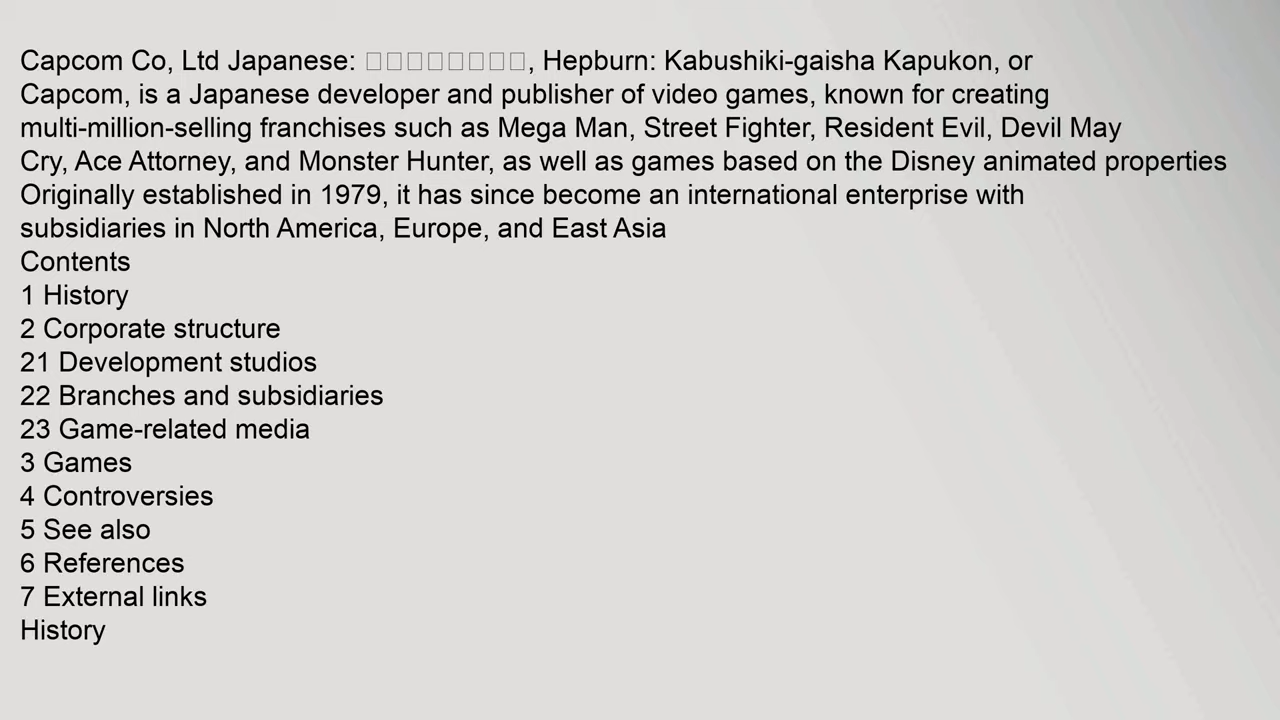 Capcom Co, Ltd Japanese: □□□□□□□□, Hepburn: Kabushiki-gaisha Kapukon, or
Capcom, is a Japanese developer and publisher of video games, known for creating
multi-million-selling franchises such as Mega Man, Street Fighter, Resident Evil, Devil May
Cry, Ace Attorney, and Monster Hunter, as well as games based on the Disney animated properties
Originally established in 1979, it has since become an international enterprise with
subsidiaries in North America, Europe, and East Asia
Contents
1 History
2 Corporate structure
21 Development studios
22 Branches and subsidiaries
23 Game-related media
3 Games
4 Controversies
5 See also
6 References
7 External links
History